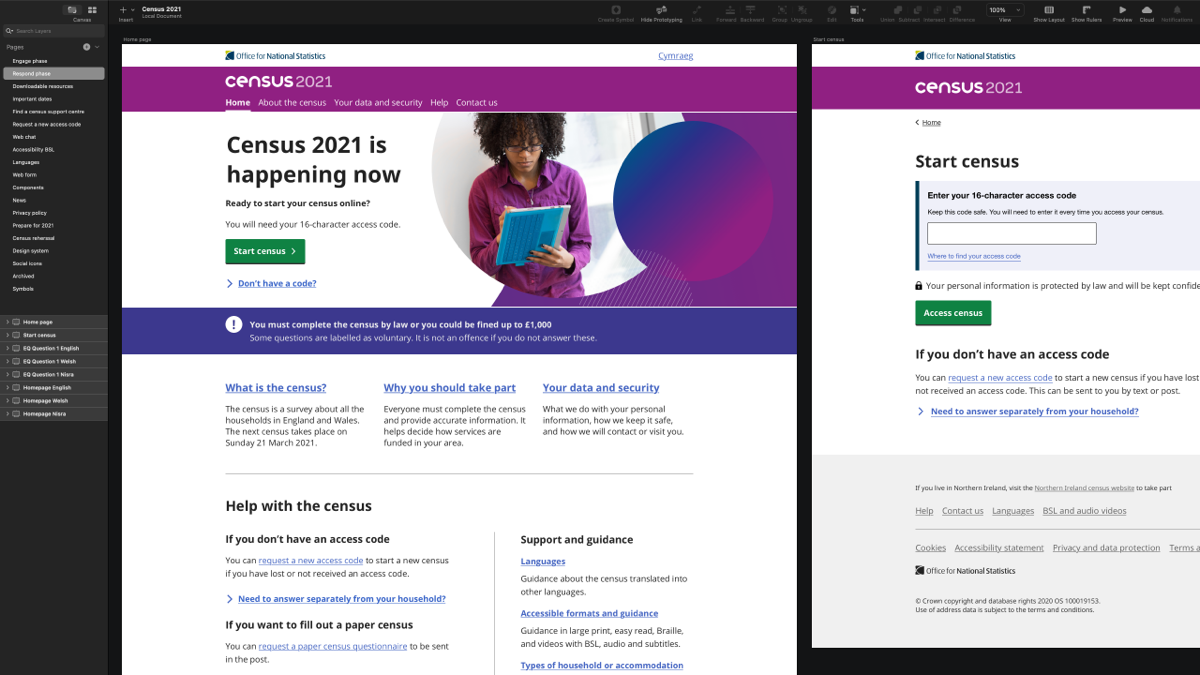 Canvas
Search Layers
Pages
Engage phase
Respond phase
Downloadable resources
Important dates
Find a census support centre
Request a new access code
Web chat
Accessibility BSL
Languages
Web form
Components
News
Privacy policy
Prepare for 2021
Census rehersal
Design system
Social icons
Archived
Symbols
Home page
Start census
EQ Question 1 English
EQ Question 1 Welsh
EQ Question 1 Nisra
Homepage English
Homepage Welsh
Homepage Nisra
Insert
Census 2021
Local Document
Create Symbol
Hide Prototyping
Link
Forward
Backward
Group
Ungroup
Edit
Tools
Union
Subtract
Intersect
Difference
100%
View
Show Layout
Show Rulers
Preview
Cloud
Notifications
Home page
Office for National Statistics
Cymraeg
census 2021
Home About the census Your data and security Help Contact us
Census 2021 is
happening now
Ready to start your census online?
You will need your 16-character access code.
Start census
Don't have a code?
You must complete the census by law or you could be fined up to £1,000
Some questions are labelled as voluntary. It is not an offence if you do not answer these.
What is the census?
The census is a survey about all the
households in England and Wales.
The next census takes place on
Sunday 21 March 2021.
Why you should take part
Everyone must complete the census
and provide accurate information. It
helps decide how services are
funded in your area.
Your data and security
What we do with your personal
information, how we keep it safe,
and how we will contact or visit you.
Help with the census
If you don't have an access code
You can request a new access code to start a new census
if you have lost or not received an access code.
Need to answer separately from your household?
If you want to fill out a paper census
You can request a paper census questionnaire to be sent
in the post.
Support and guidance
Languages
Guidance about the census translated into
other languages.
Accessible formats and guidance
Guidance in large print, easy read, Braille,
and videos with BSL, audio and subtitles.
Types of household or accommodation
Start census
Office for National Statistics
census 2021
Home
Start census
Enter your 16-character access code
Keep this code safe. You will need to enter it every time you access your census.
Where to find your access code
Your personal information is protected by law and will be kept confide
Access census
If you don't have an access code
You can request a new access code to start a new census if you have lost
not received an access code. This can be sent to you by text or post.
Need to answer separately from your household?
If you live in Northern Ireland, visit the Northern Ireland census website to take part
Help Contact us Languages BSL and audio videos
Cookies Accessibility statement Privacy and data protection Terms a
Office for National Statistics
© Crown copyright and database rights 2020 OS 100019153.
Use of address data is subject to the terms and conditions.